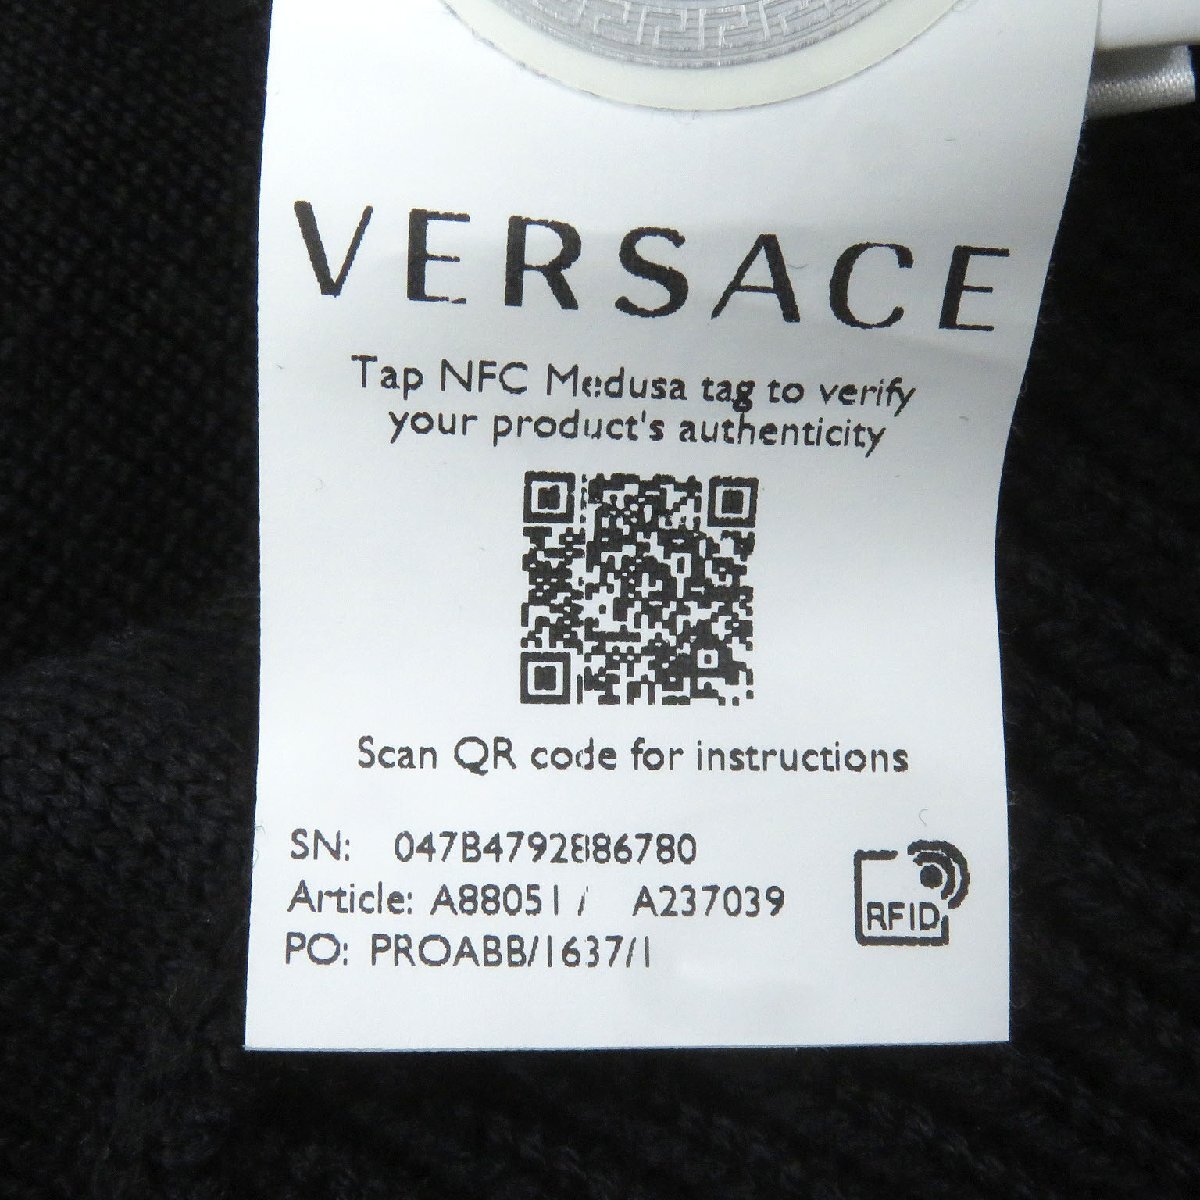 VERSACE
Tap NFC Medusa tag to verify
your product's authenticity
Scan QR code for instructions
SN: 047B4792886780
Article: A88051 / A237039
PO: PROABB/1637/1
RFID